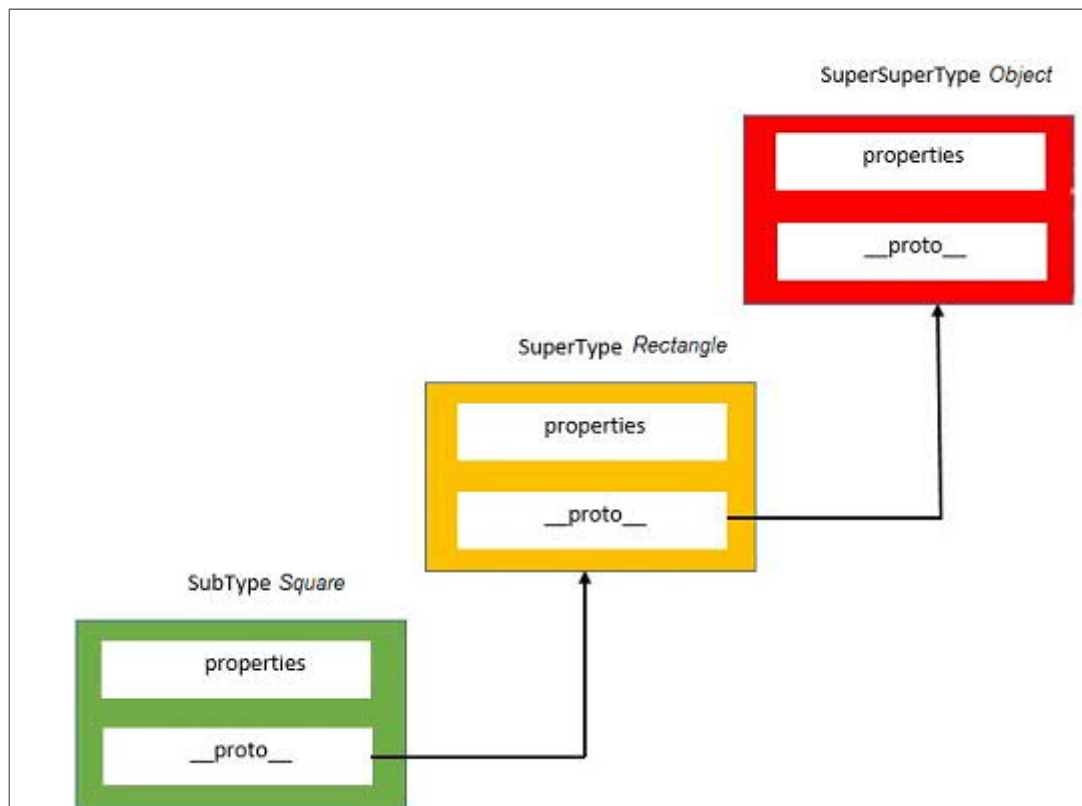 SuperSuperType Object
properties
__proto__
SuperType Rectangle
properties
__proto__
SubType Square
properties
__proto__